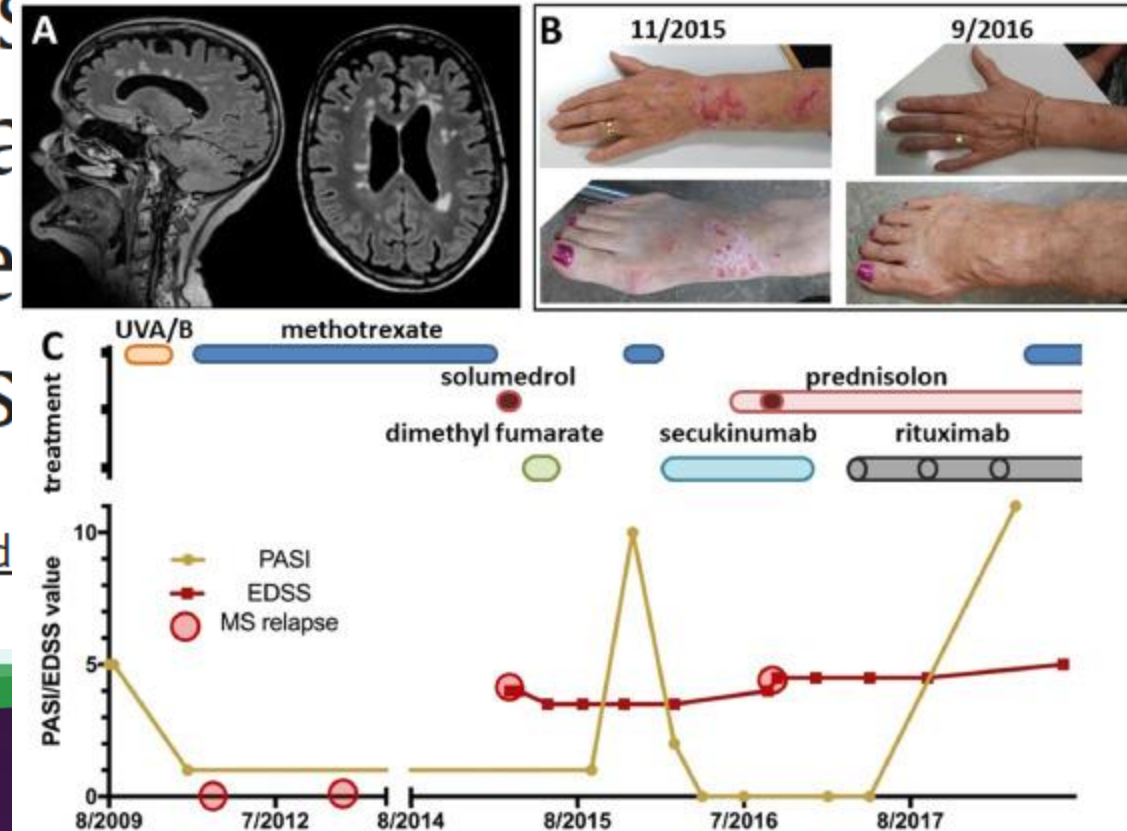 A
B
11/2015
9/2016
C
UVA/B
methotrexate
solumedrol
prednisolon
dimethyl fumarate
secukinumab
rituximab
treatment
10
5
0
PASI/EDSS value
PASI
EDSS
MS relapse
8/2009
7/2012
8/2014
8/2015
7/2016
8/2017